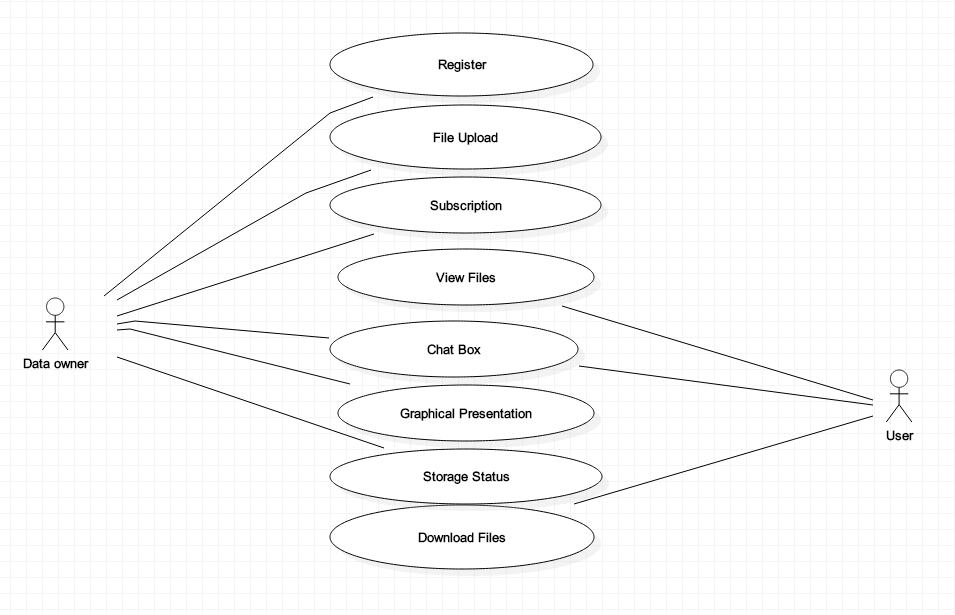 Register
File Upload
Subscription
View Files
Chat Box
Data owner
Graphical Presentation
User
Storage Status
Download Files